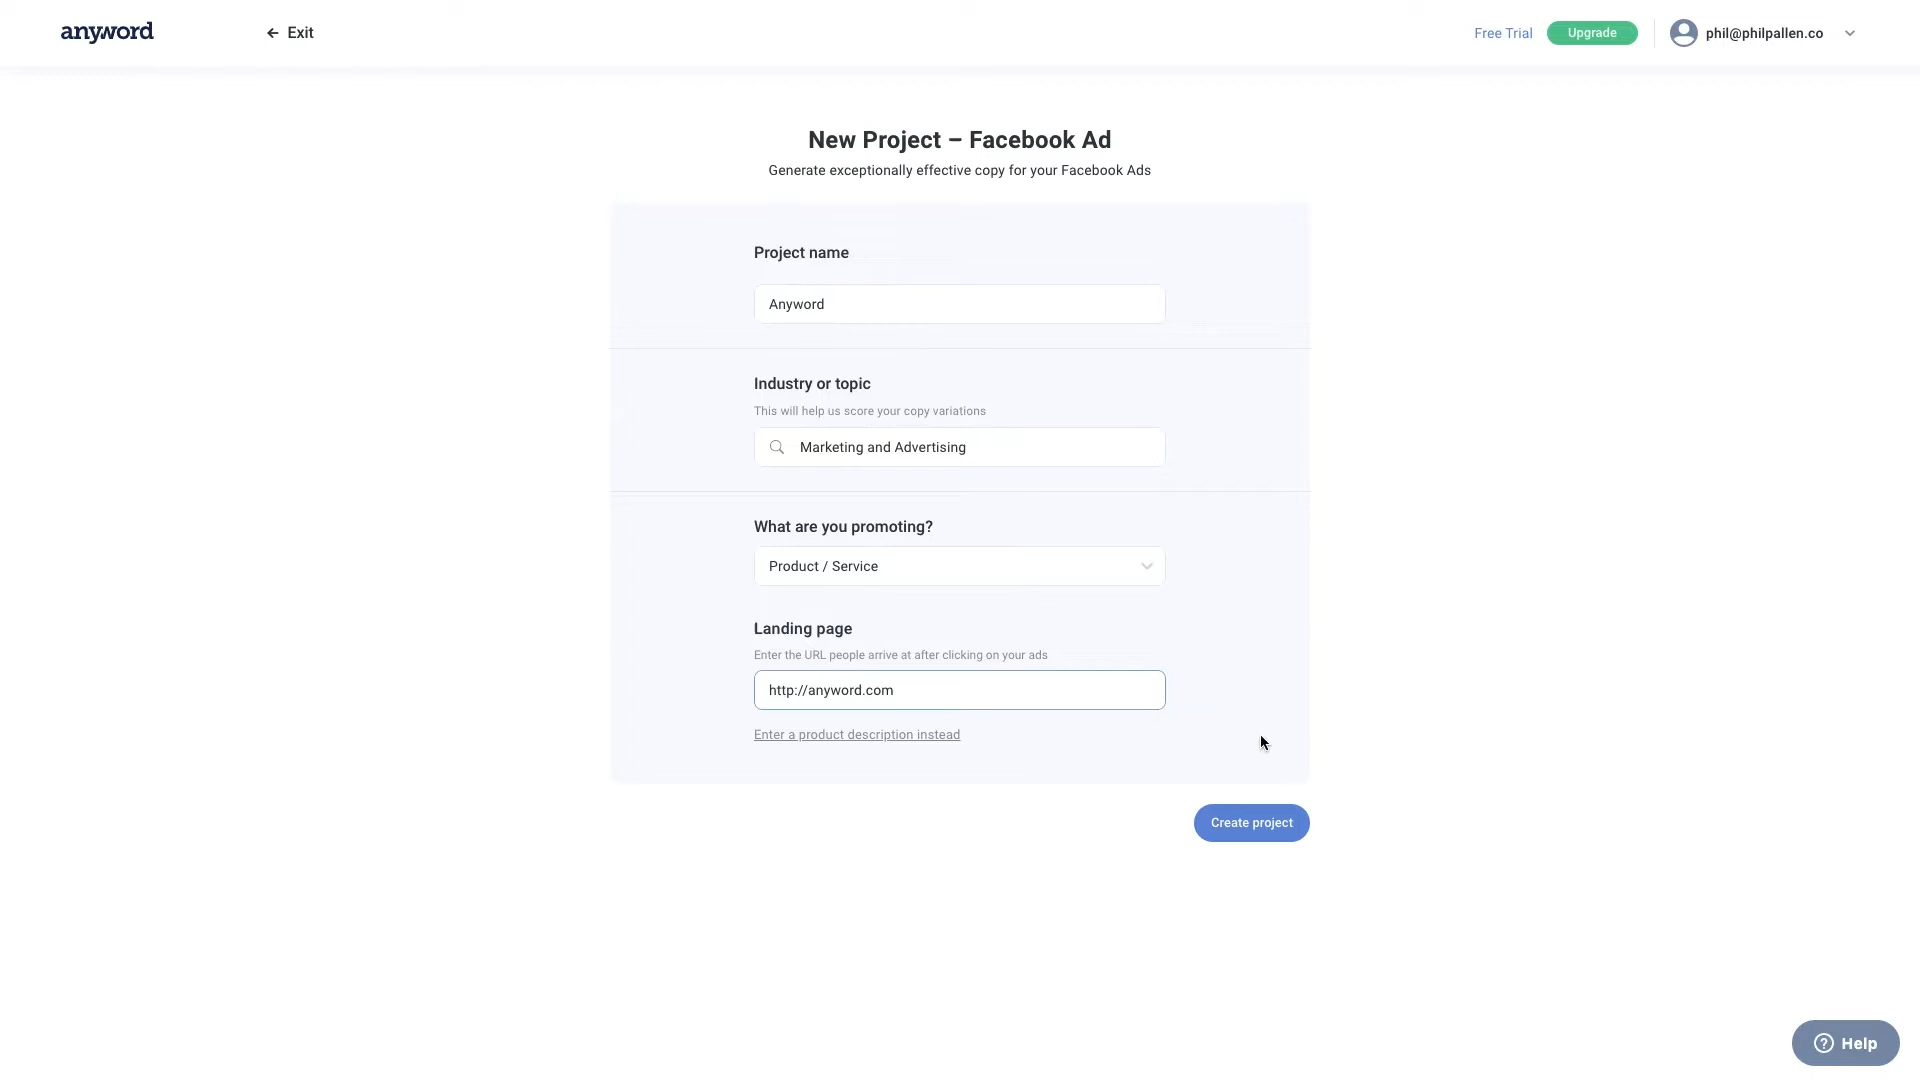 anyword
Exit
Free Trial
Upgrade
phil@philpallen.co
New Project – Facebook Ad
Generate exceptionally effective copy for your Facebook Ads
Project name
Anyword
Industry or topic
This will help us score your copy variations
Marketing and Advertising
What are you promoting?
Product / Service
Landing page
Enter the URL people arrive at after clicking on your ads
http://anyword.com
Enter a product description instead
Create project
Help